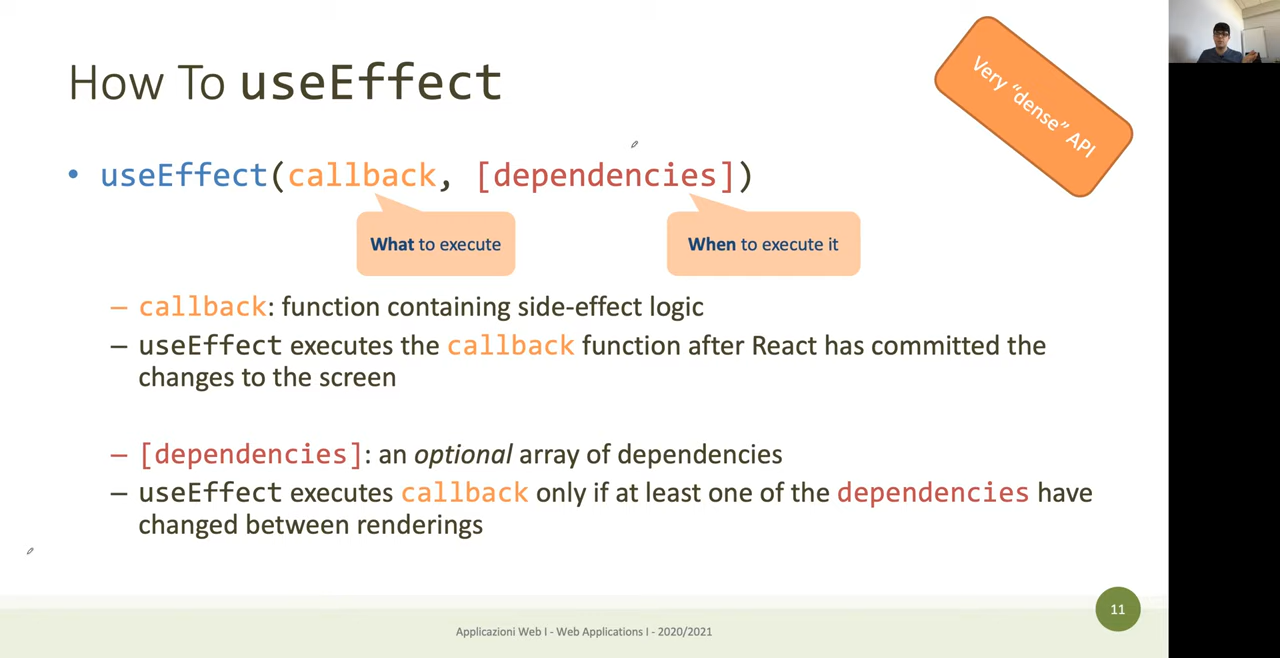 How To useEffect
Very “dense” API
• useEffect(callback, [dependencies])
What to execute
When to execute it
– callback: function containing side-effect logic
– useEffect executes the callback function after React has committed the
changes to the screen
– [dependencies]: an optional array of dependencies
– useEffect executes callback only if at least one of the dependencies have
changed between renderings
11
Applicazioni Web I - Web Applications I - 2020/2021